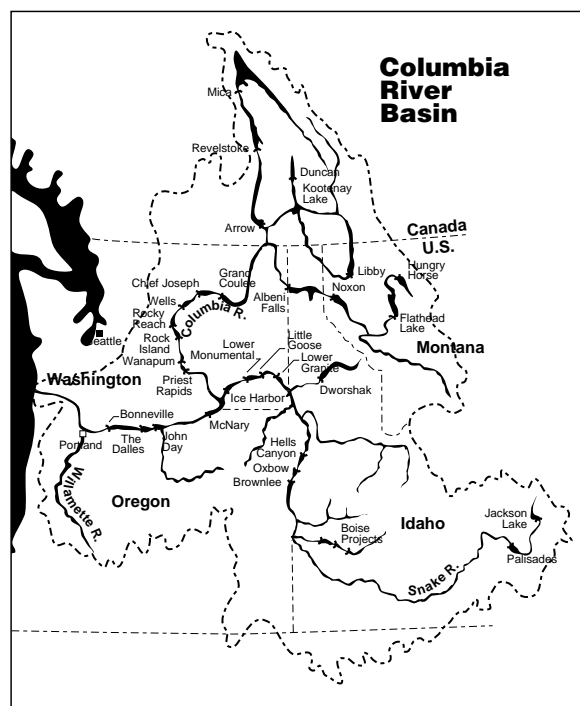 Columbia
River
Basin
Mica
Revelstoke
Duncan
Kootenay
Lake
Arrow
Canada
U.S.
Hungry
Horse
Libby
Noxon
Grand
Coulee
Chief Joseph
Albeni
Falls
Wells
Rocky
Reach
Columbia R.
Flathead
Lake
Seattle
Rock
Island
Wanapum
Lower
Monumental
Little
Goose
Lower
Granite
Montana
Washington
Priest
Rapids
Ice Harbor
Dworshak
Bonneville
McNary
Portland
The
Dalles
John
Day
Hells
Canyon
Oxbow
Brownlee
Willamette R.
Oregon
Idaho
Jackson
Lake
Boise
Projects
Palisades
Snake R.